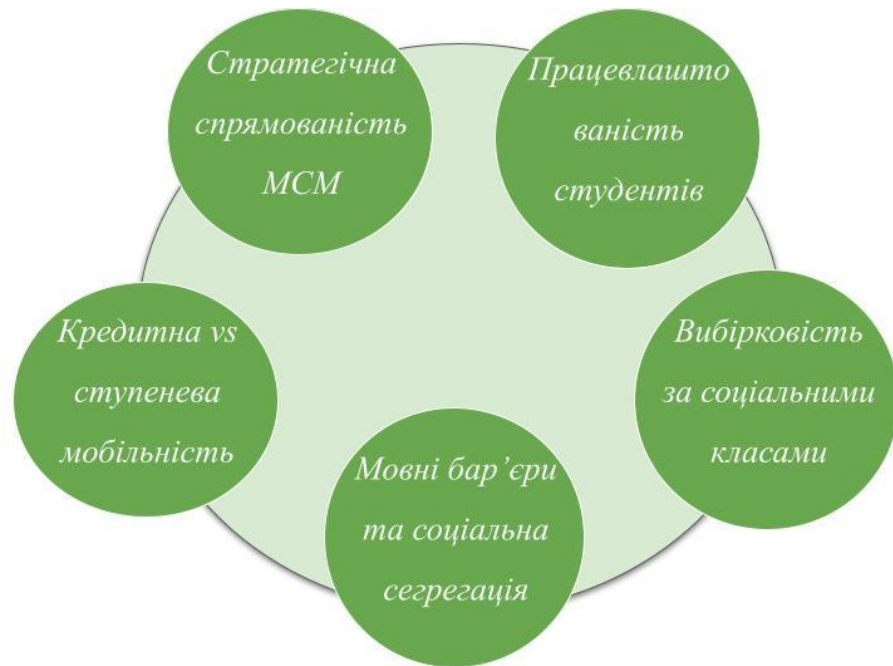 Стратегічна
спрямованість
МСМ
Працевлашто
ваність
студентів
Кредитна vs
ступенева
мобільність
Вибірковість
за соціальними
класами
Мовні бар’єри
та соціальна
сегрегація